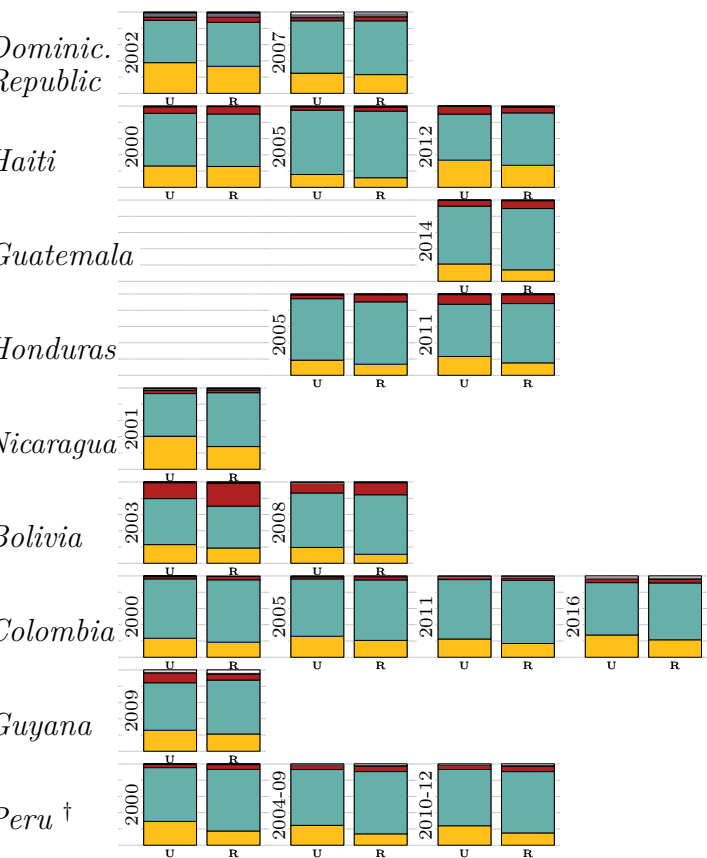 Dominic.
Republic
2002
2007
U R U R
Haiti
2000
2005
2012
U R U R U R
Guatemala
2014
U R
Honduras
2005
2011
U R U R
Nicaragua
2001
U R
Bolivia
2003
2008
U R U R
Colombia
2000
2005
2011
2016
U R U R U R U R
Guyana
2009
U R
Peru †
2000
2004-09
2010-12
U R U R U R